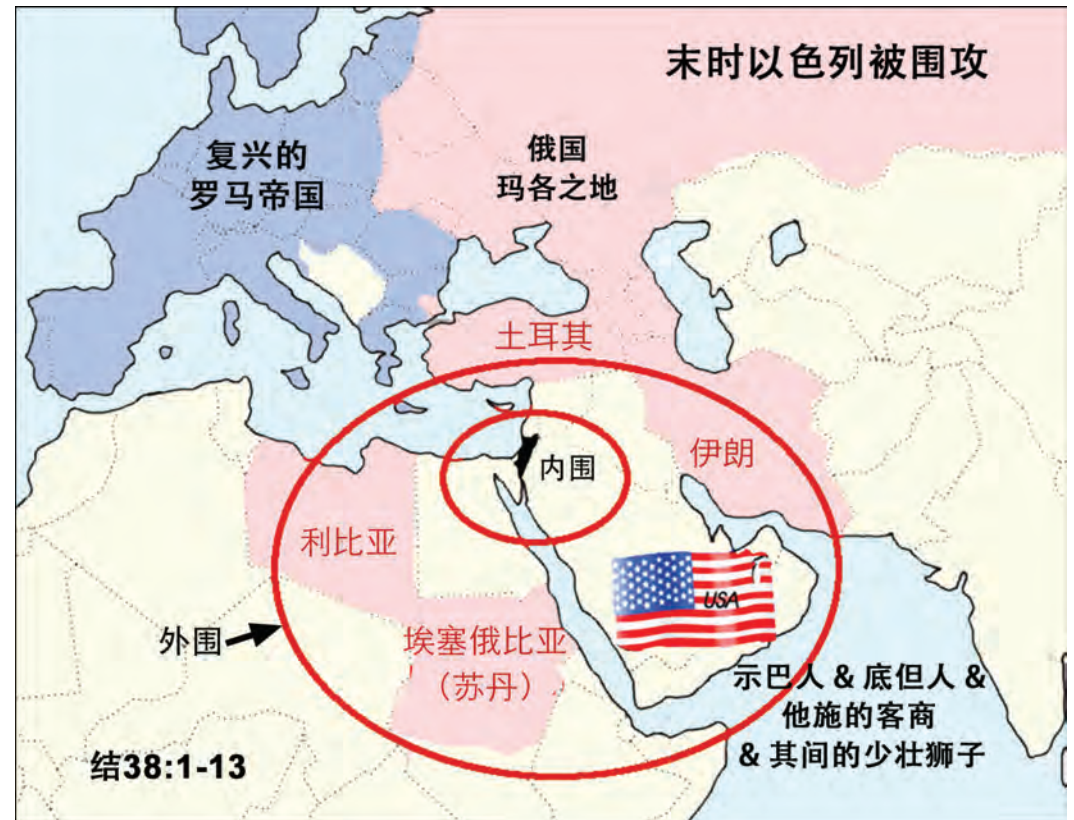 末时以色列被围攻
复兴的
罗马帝国
俄国
玛各之地
土耳其
内围
伊朗
利比亚
USA
外围
埃塞俄比亚
（苏丹）
示巴人 & 底但人 &
他施的客商
& 其间的少壮狮子
结38:1-13